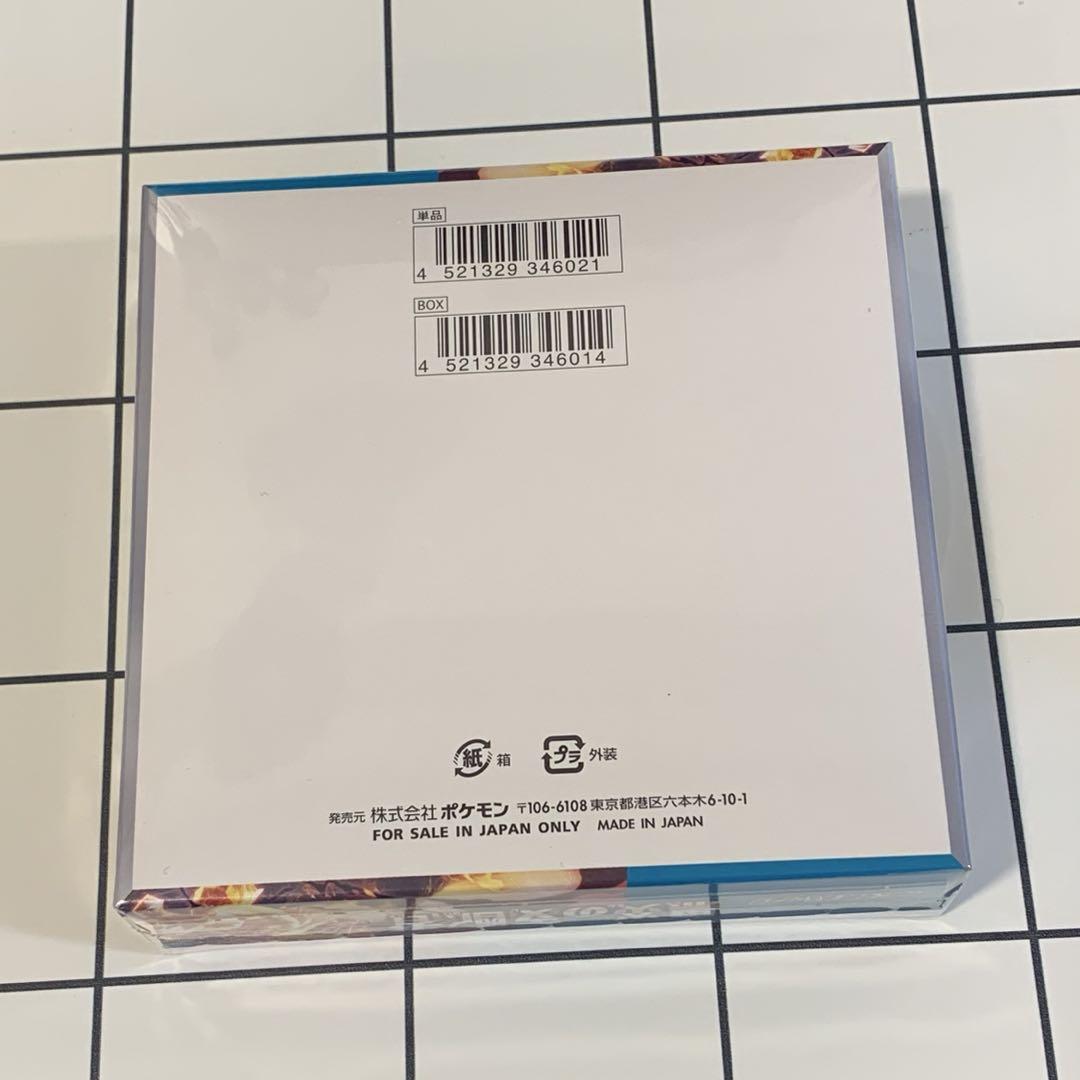 単品
4 521329 346021
BOX
4 521329 346014
紙 箱 プラ 外装
発売元 株式会社 ポケモン 〒106-6108 東京都港区六本木6-10-1
FOR SALE IN JAPAN ONLY MADE IN JAPAN